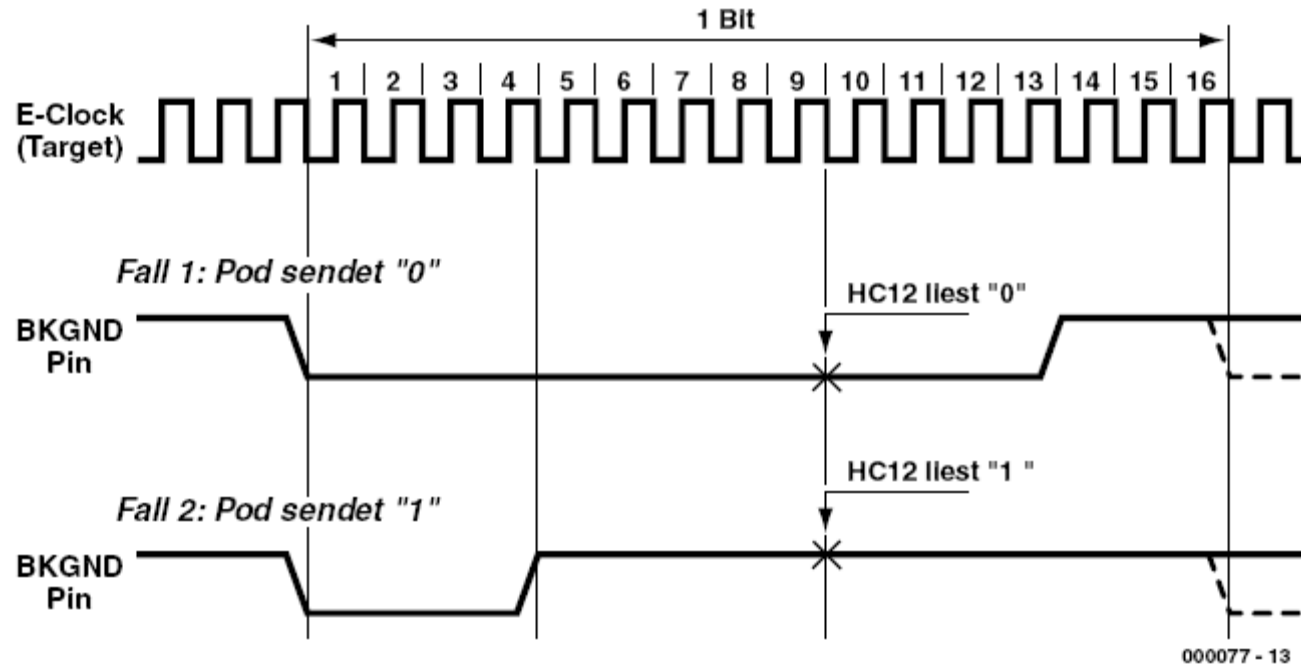 1 Bit
1 2 3 4 5 6 7 8 9 10 11 12 13 14 15 16
E-Clock
(Target)
Fall 1: Pod sendet "0"
HC12 liest "0"
BKGND
Pin
HC12 liest "1 "
Fall 2: Pod sendet "1"
BKGND
Pin
000077 - 13